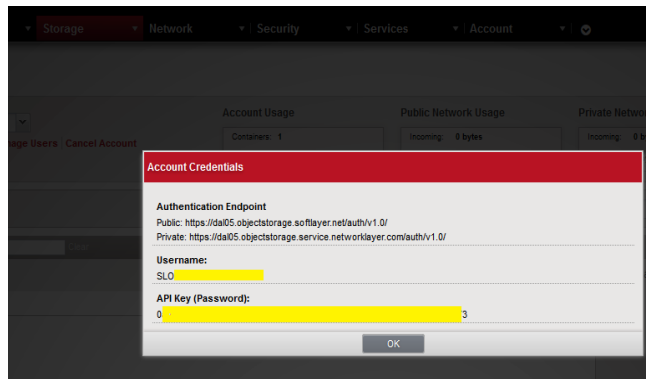 Storage Network Security Services Account
Account Usage Public Network Usage Private Netwo
Containers: 1 Incoming: 0 bytes Incoming: 0 b
age Users | Cancel Account
Account Credentials
Authentication Endpoint
Public: https://dal05.objectstorage.softlayer.net/auth/v1.0/
Private: https://dal05.objectstorage.service.networklayer.com/auth/v1.0/
Username:
SLO
API Key (Password):
0 3
OK